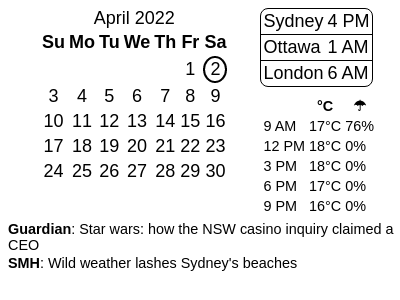 April 2022
Su Mo Tu We Th Fr Sa
1 2
3 4 5 6 7 8 9
10 11 12 13 14 15 16
17 18 19 20 21 22 23
24 25 26 27 28 29 30
Sydney 4 PM
Ottawa 1 AM
London 6 AM
°C ☂
9 AM 17°C 76%
12 PM 18°C 0%
3 PM 18°C 0%
6 PM 17°C 0%
9 PM 16°C 0%
Guardian: Star wars: how the NSW casino inquiry claimed a
CEO
SMH: Wild weather lashes Sydney's beaches